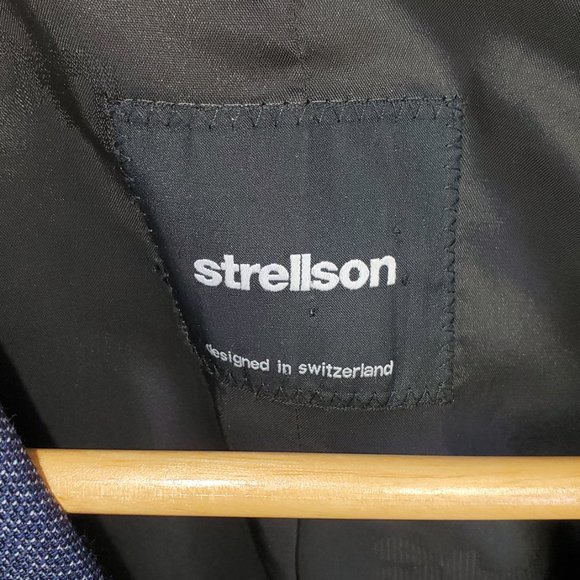 strellson
designed in switzerland